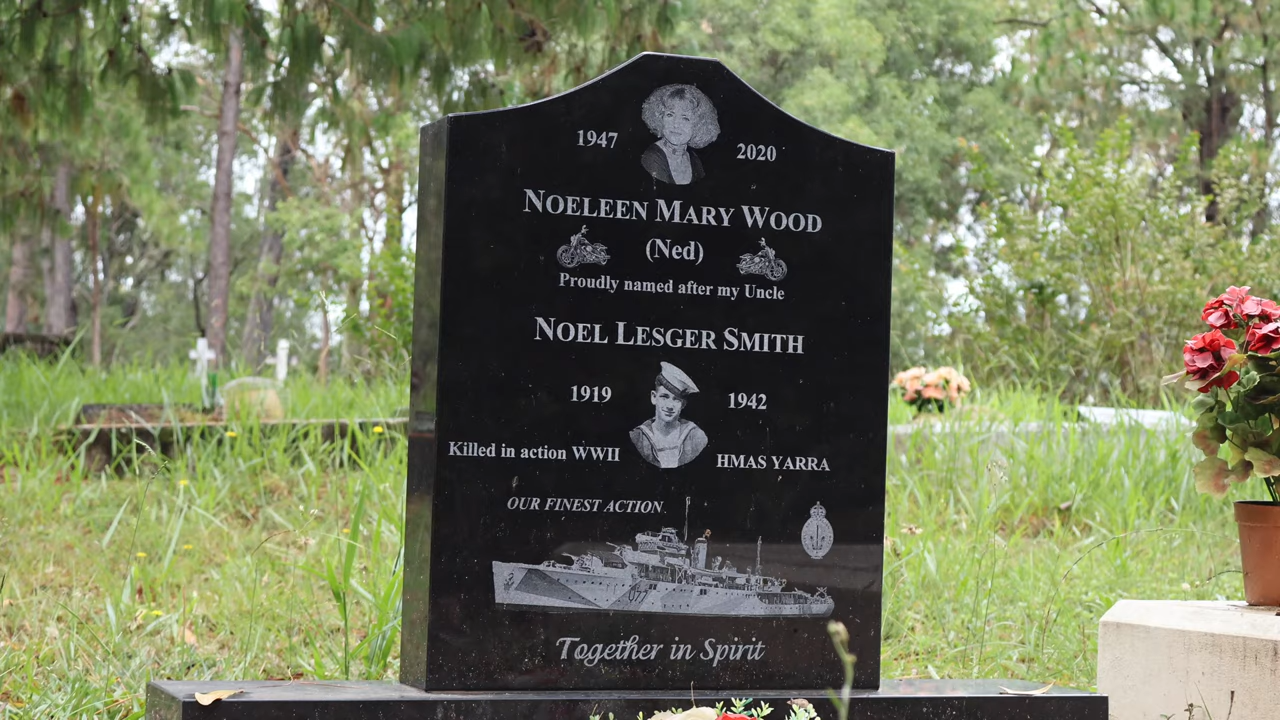 1947 2020
NOELEEN MARY WOOD
(Ned)
Proudly named after my Uncle
NOEL LESGER SMITH
1919 1942
Killed in action WWII HMAS YARRA
OUR FINEST ACTION
U77
Together in Spirit